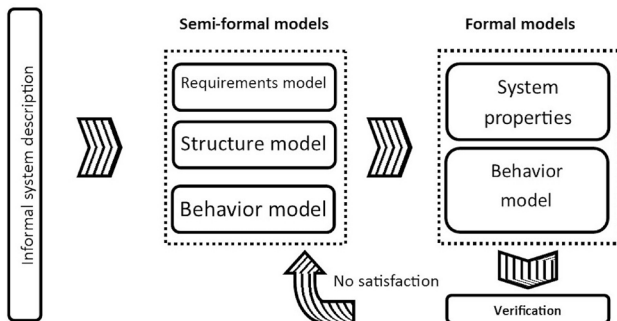 Informal system description
Semi-formal models
Requirements model
Structure model
Behavior model
Formal models
System
properties
Behavior
model
No satisfaction
Verification